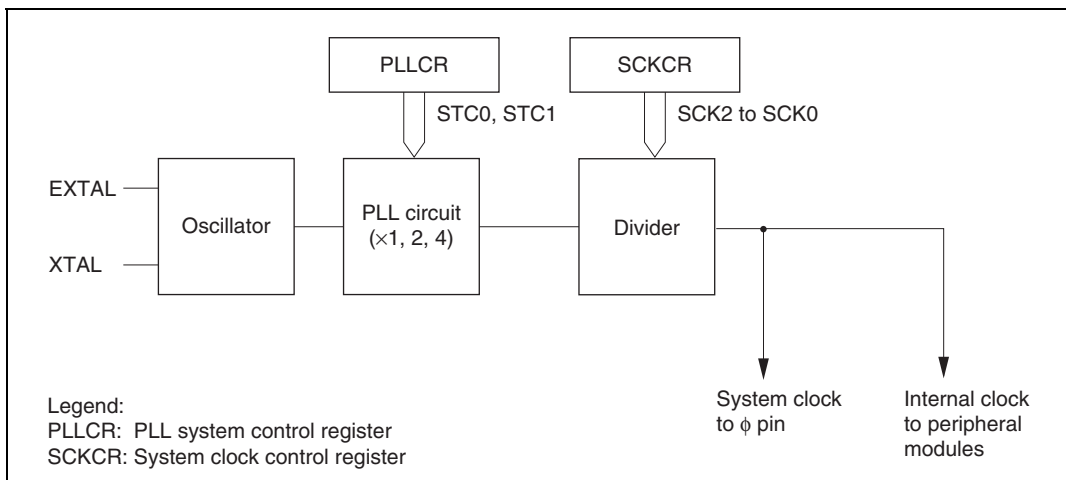 PLLCR
SCKCR
STC0, STC1
SCK2 to SCK0
EXTAL
XTAL
Oscillator
PLL circuit
(×1, 2, 4)
Divider
System clock
to ϕ pin
Internal clock
to peripheral
modules
Legend:
PLLCR: PLL system control register
SCKCR: System clock control register